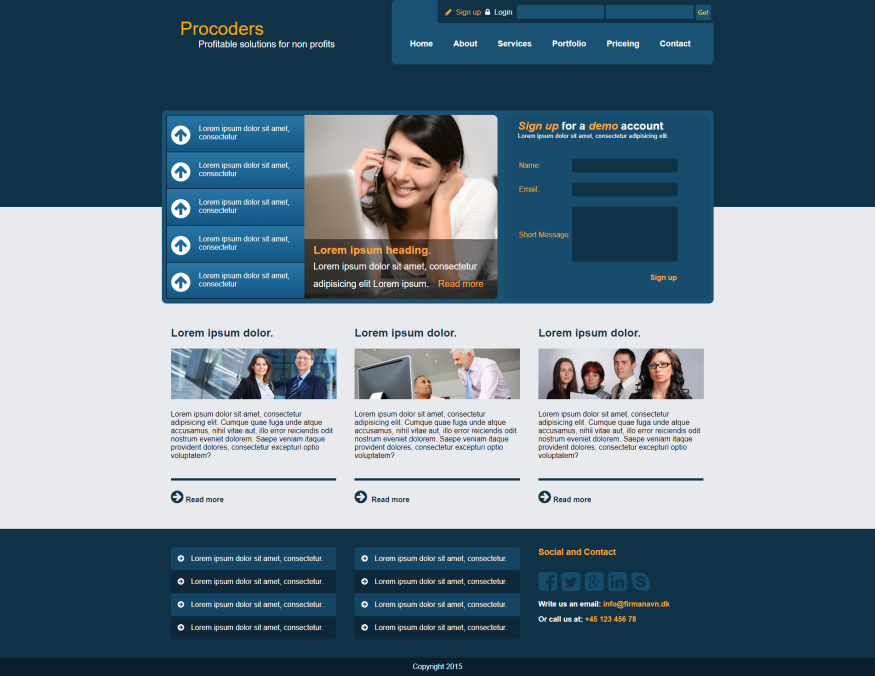 Sign up Login Go!
Procoders
Profitable solutions for non profits
Home About Services Portfolio Priceing Contact
Lorem ipsum dolor sit amet,
consectetur
Lorem ipsum dolor sit amet,
consectetur
Lorem ipsum dolor sit amet,
consectetur
Lorem ipsum dolor sit amet,
consectetur
Lorem ipsum dolor sit amet,
consectetur
Lorem ipsum heading.
Lorem ipsum dolor sit amet, consectetur
adipisicing elit Lorem ipsum. Read more
Sign up for a demo account
Lorem ipsum dolor sit amet, consectetur adipisicing elit.
Name:
Email:
Short Message:
Sign up
Lorem ipsum dolor.
Lorem ipsum dolor sit amet, consectetur
adipisicing elit. Cumque quae fuga unde atque
accusamus, nihil vitae aut, illo error reiciendis odit
nostrum eveniet dolorem. Saepe veniam itaque
provident dolores, consectetur excepturi optio
voluptatem?
Read more
Lorem ipsum dolor.
Lorem ipsum dolor sit amet, consectetur
adipisicing elit. Cumque quae fuga unde atque
accusamus, nihil vitae aut, illo error reiciendis odit
nostrum eveniet dolorem. Saepe veniam itaque
provident dolores, consectetur excepturi optio
voluptatem?
Read more
Lorem ipsum dolor.
Lorem ipsum dolor sit amet, consectetur
adipisicing elit. Cumque quae fuga unde atque
accusamus, nihil vitae aut, illo error reiciendis odit
nostrum eveniet dolorem. Saepe veniam itaque
provident dolores, consectetur excepturi optio
voluptatem?
Read more
Lorem ipsum dolor sit amet, consectetur.
Lorem ipsum dolor sit amet, consectetur.
Lorem ipsum dolor sit amet, consectetur.
Lorem ipsum dolor sit amet, consectetur.
Lorem ipsum dolor sit amet, consectetur.
Lorem ipsum dolor sit amet, consectetur.
Lorem ipsum dolor sit amet, consectetur.
Lorem ipsum dolor sit amet, consectetur.
Social and Contact
Write us an email: info@firmanavn.dk
Or call us at: +45 123 456 78
Copyright 2015